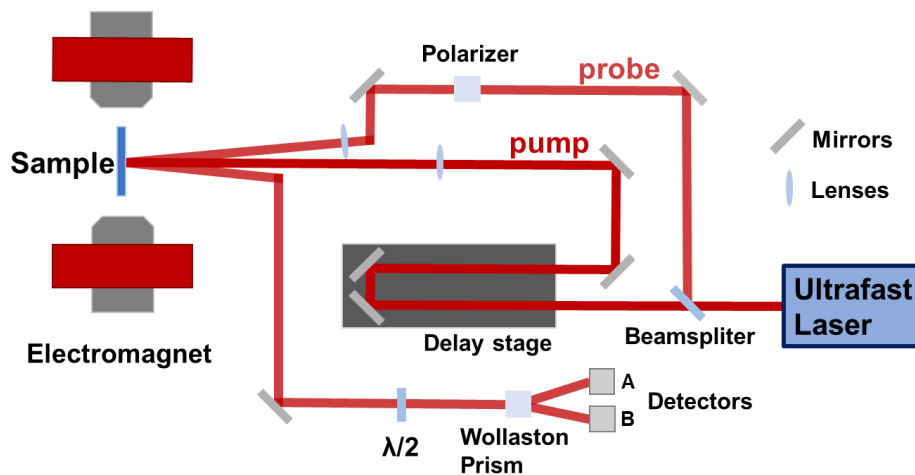 Polarizer
probe
Mirrors
Sample
pump
Lenses
Ultrafast
Laser
Delay stage
Beamspliter
Electromagnet
A
B
Detectors
λ/2
Wollaston
Prism